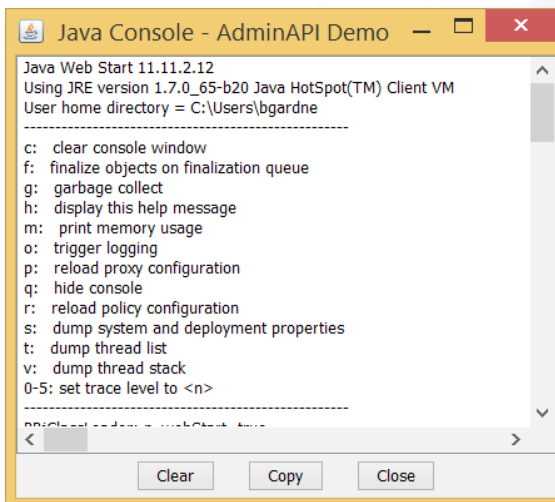 Java Console - AdminAPI Demo
Java Web Start 11.11.2.12
Using JRE version 1.7.0_65-b20 Java HotSpot(TM) Client VM
User home directory = C:\Users\bgardne
----------------------------------------------------
c: clear console window
f: finalize objects on finalization queue
g: garbage collect
h: display this help message
m: print memory usage
o: trigger logging
p: reload proxy configuration
q: hide console
r: reload policy configuration
s: dump system and deployment properties
t: dump thread list
v: dump thread stack
0-5: set trace level to <n>
----------------------------------------------------
Clear Copy Close